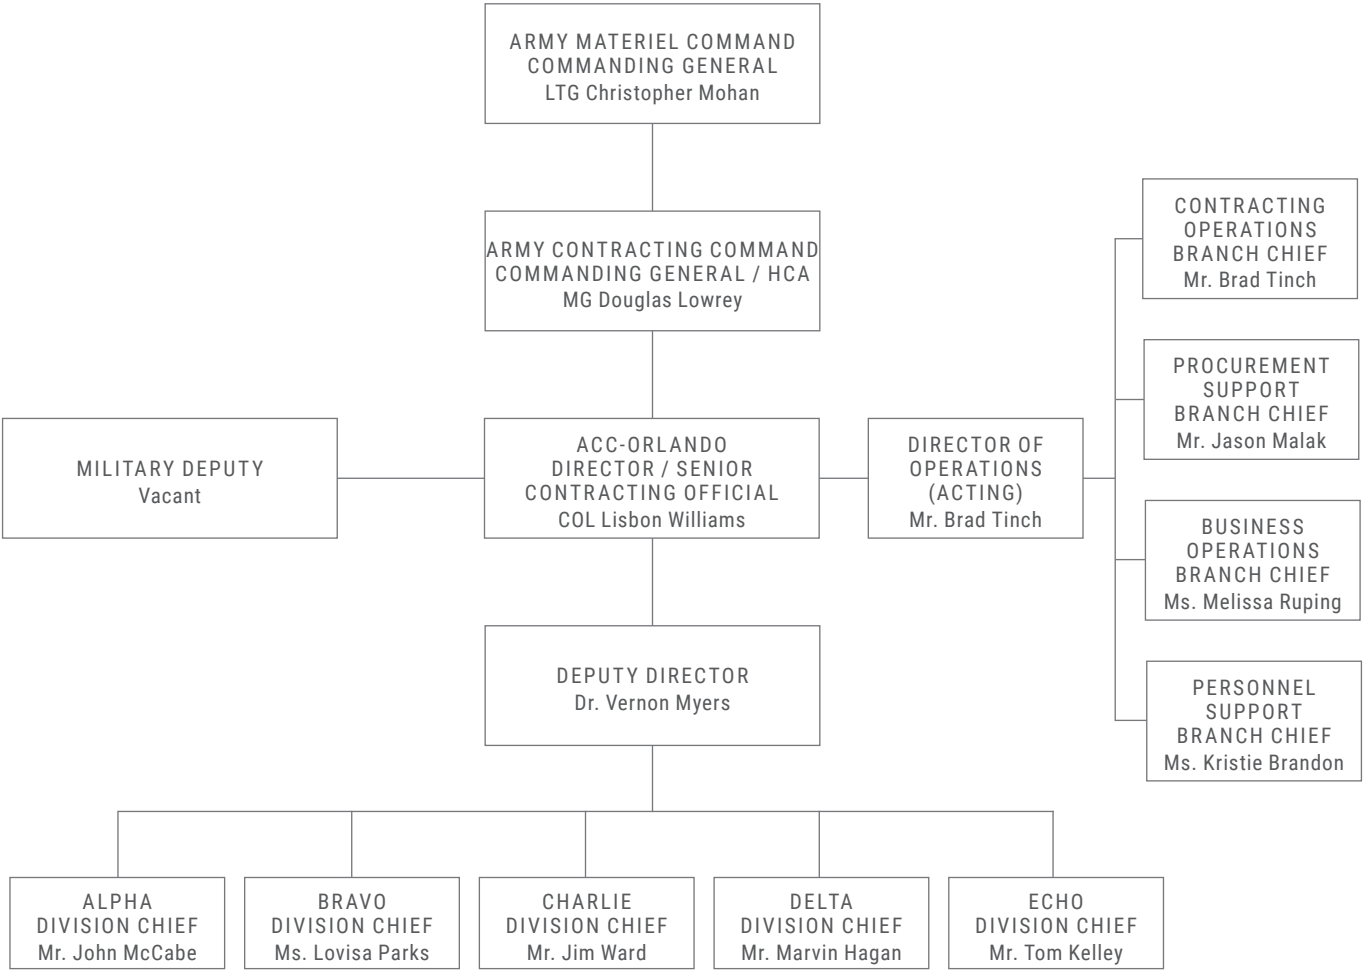 ARMY MATERIEL COMMAND
COMMANDING GENERAL
LTG Christopher Mohan
ARMY CONTRACTING COMMAND
COMMANDING GENERAL / HCA
MG Douglas Lowrey
MILITARY DEPUTY
Vacant
ACC-ORLANDO
DIRECTOR / SENIOR
CONTRACTING OFFICIAL
COL Lisbon Williams
DIRECTOR OF
OPERATIONS
(ACTING)
Mr. Brad Tinch
CONTRACTING
OPERATIONS
BRANCH CHIEF
Mr. Brad Tinch
PROCUREMENT
SUPPORT
BRANCH CHIEF
Mr. Jason Malak
BUSINESS
OPERATIONS
BRANCH CHIEF
Ms. Melissa Ruping
PERSONNEL
SUPPORT
BRANCH CHIEF
Ms. Kristie Brandon
DEPUTY DIRECTOR
Dr. Vernon Myers
ALPHA
DIVISION CHIEF
Mr. John McCabe
BRAVO
DIVISION CHIEF
Ms. Lovisa Parks
CHARLIE
DIVISION CHIEF
Mr. Jim Ward
DELTA
DIVISION CHIEF
Mr. Marvin Hagan
ECHO
DIVISION CHIEF
Mr. Tom Kelley